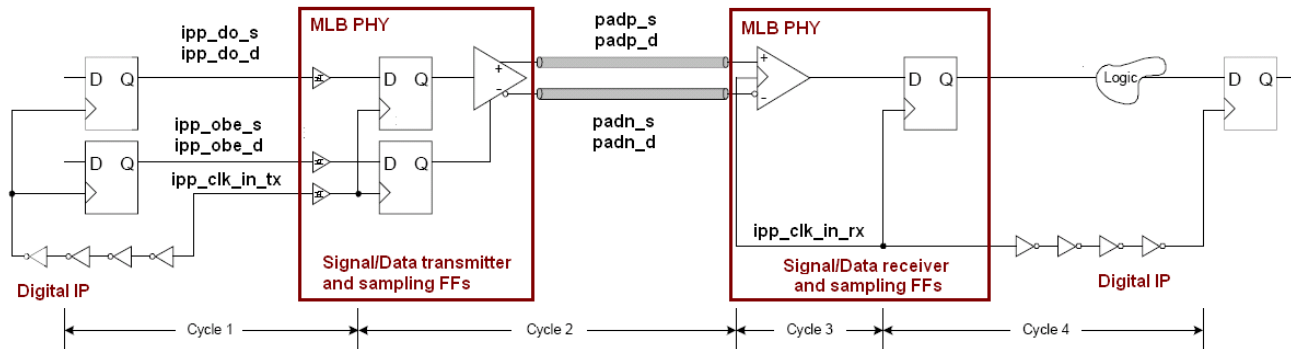 MLB PHY
ipp_do_s
ipp_do_d
D Q
D Q
+
-
padp_s
padp_d
MLB PHY
+
-
D Q
Logic
D Q
ipp_obe_s
ipp_obe_d
D Q
D Q
padn_s
padn_d
ipp_clk_in_tx
ipp_clk_in_rx
Digital IP
Signal/Data transmitter
and sampling FFs
Signal/Data receiver
and sampling FFs
Digital IP
Cycle 1
Cycle 2
Cycle 3
Cycle 4